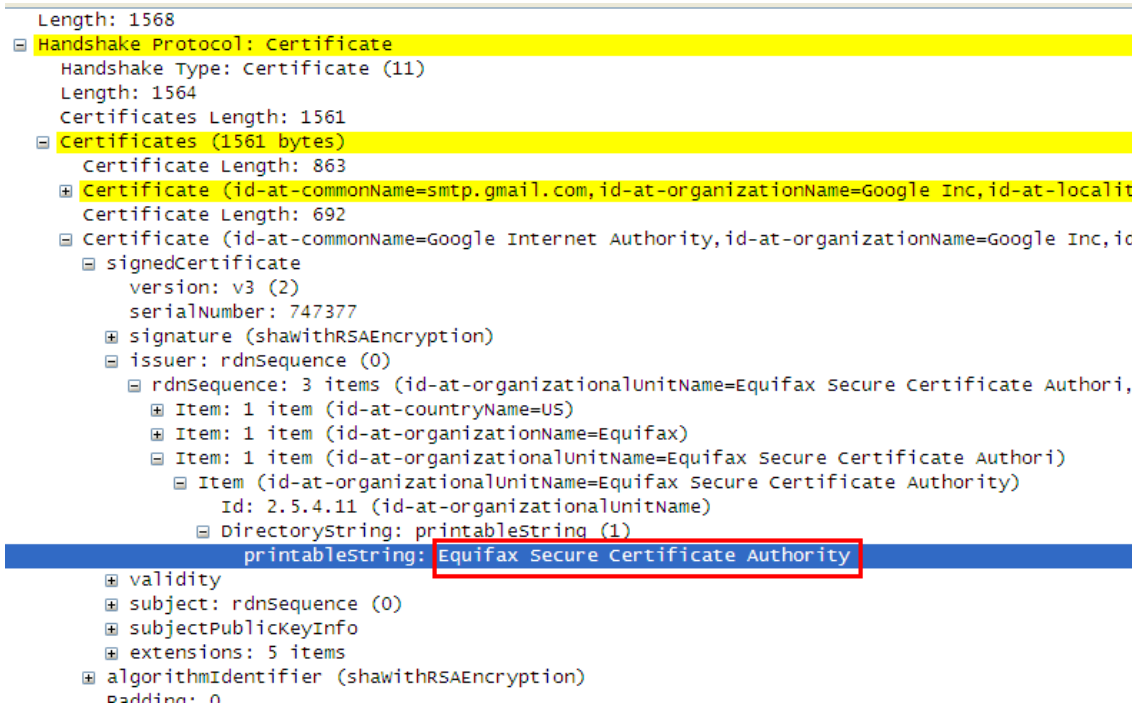 Length: 1568
Handshake Protocol: Certificate
Handshake Type: Certificate (11)
Length: 1564
Certificates Length: 1561
Certificates (1561 bytes)
Certificate Length: 863
Certificate (id-at-commonName=smtp.gmail.com,id-at-organizationName=Google Inc,id-at-localit
Certificate Length: 692
Certificate (id-at-commonName=Google Internet Authority,id-at-organizationName=Google Inc,id
signedCertificate
version: v3 (2)
serialNumber: 747377
signature (shaWithRSAEncryption)
issuer: rdnSequence (0)
rdnSequence: 3 items (id-at-organizationalUnitName=Equifax Secure Certificate Authori,
Item: 1 item (id-at-countryName=US)
Item: 1 item (id-at-organizationName=Equifax)
Item: 1 item (id-at-organizationalUnitName=Equifax Secure Certificate Authori)
Item (id-at-organizationalUnitName=Equifax Secure Certificate Authority)
Id: 2.5.4.11 (id-at-organizationalUnitName)
DirectoryString: printableString (1)
printableString: Equifax Secure Certificate Authority
validity
subject: rdnSequence (0)
subjectPublicKeyInfo
extensions: 5 items
algorithmIdentifier (shaWithRSAEncryption)
Padding: 0